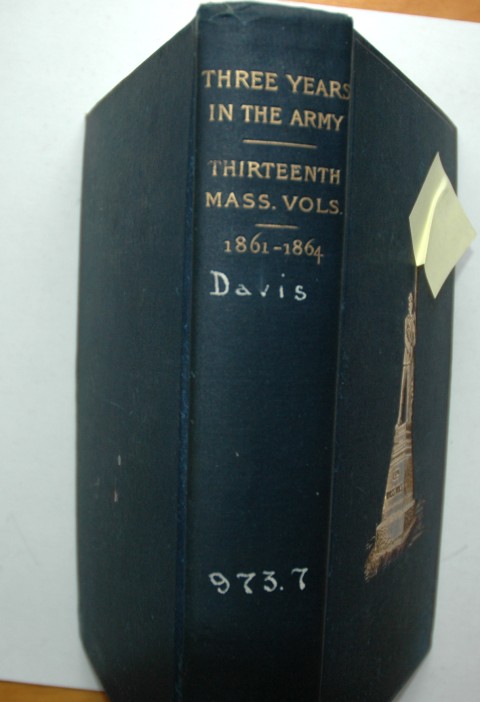 THREE YEARS
IN THE ARMY
THIRTEENTH
MASS. VOLS.
1861-1864
Davis
973.7